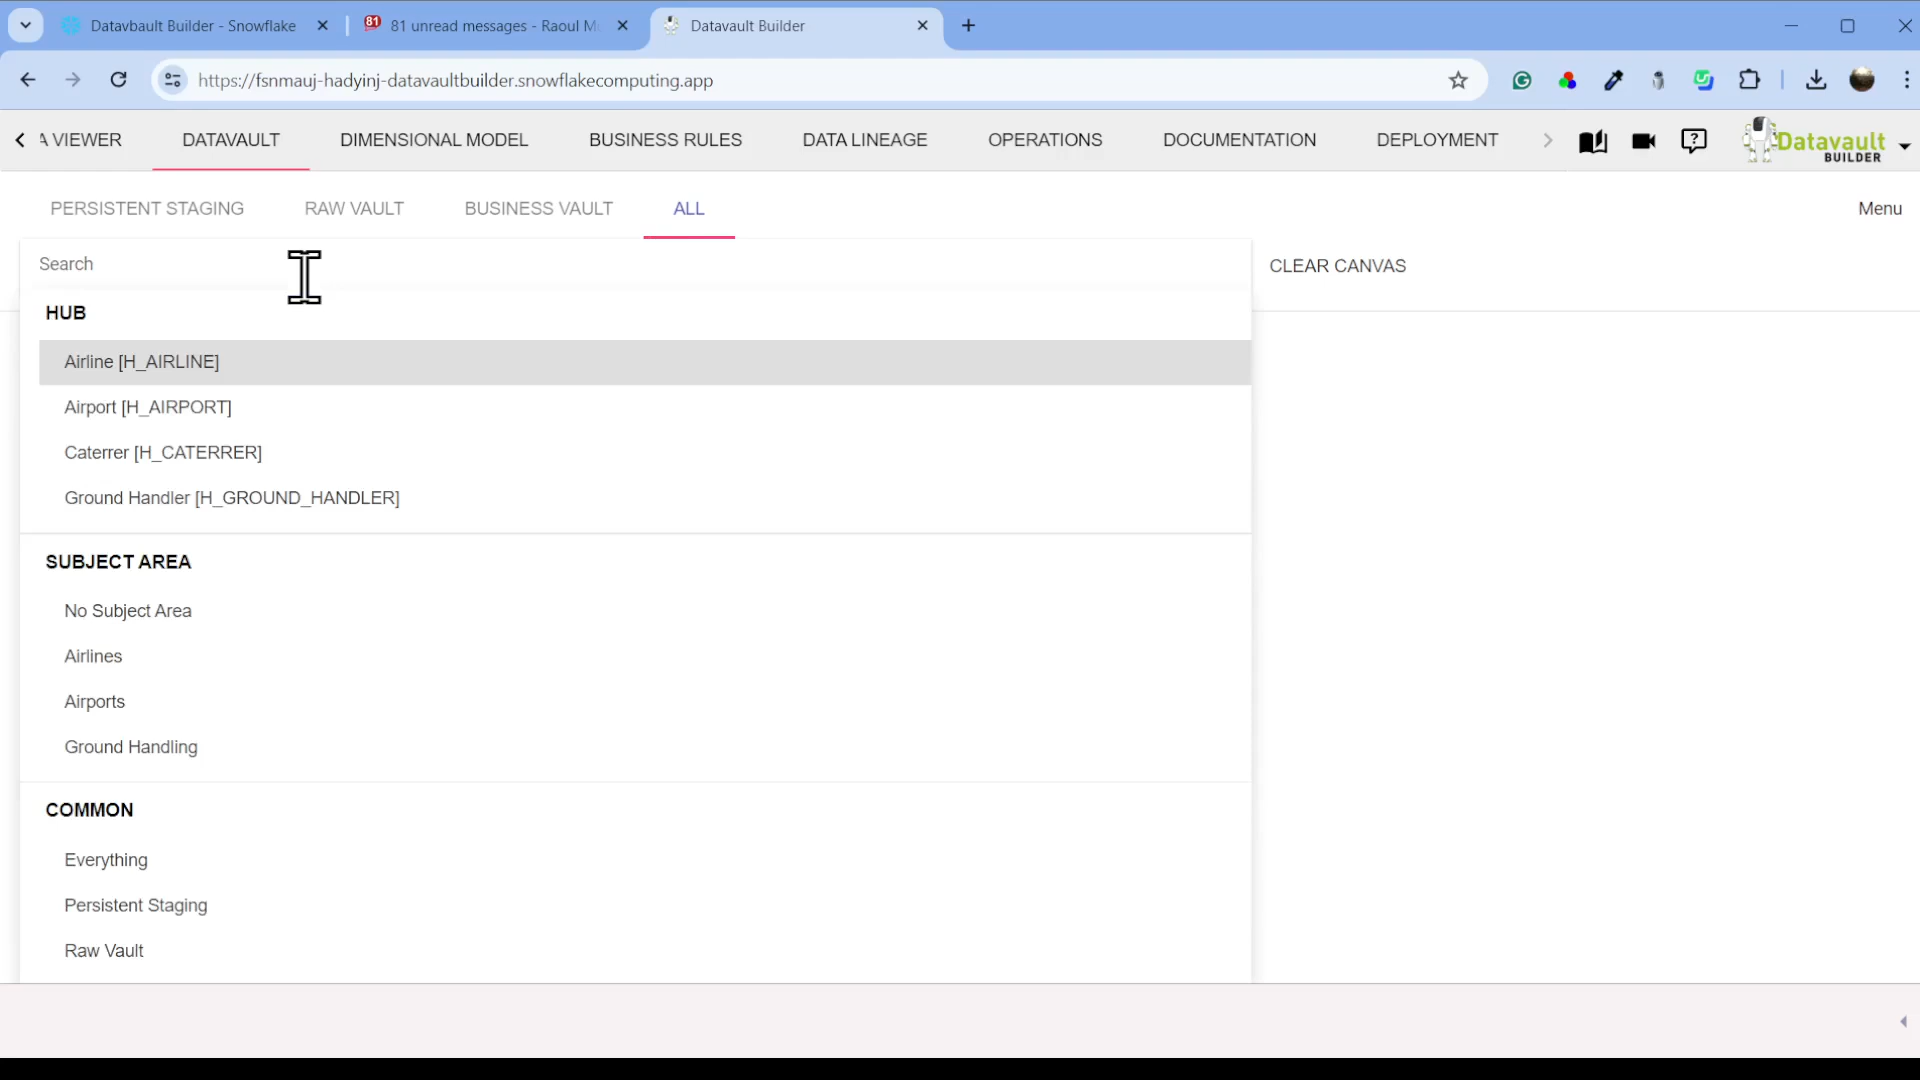 Datavbault Builder - Snowflake
81
81 unread messages - Raoul M
Datavault Builder
https://fsnmauj-hadyinj-datavaultbuilder.snowflakecomputing.app
A VIEWER
DATAVAULT
DIMENSIONAL MODEL
BUSINESS RULES
DATA LINEAGE
OPERATIONS
DOCUMENTATION
DEPLOYMENT
Datavault
BUILDER
PERSISTENT STAGING
RAW VAULT
BUSINESS VAULT
ALL
Menu
Search
CLEAR CANVAS
HUB
Airline [H_AIRLINE]
Airport [H_AIRPORT]
Caterrer [H_CATERRER]
Ground Handler [H_GROUND_HANDLER]
SUBJECT AREA
No Subject Area
Airlines
Airports
Ground Handling
COMMON
Everything
Persistent Staging
Raw Vault